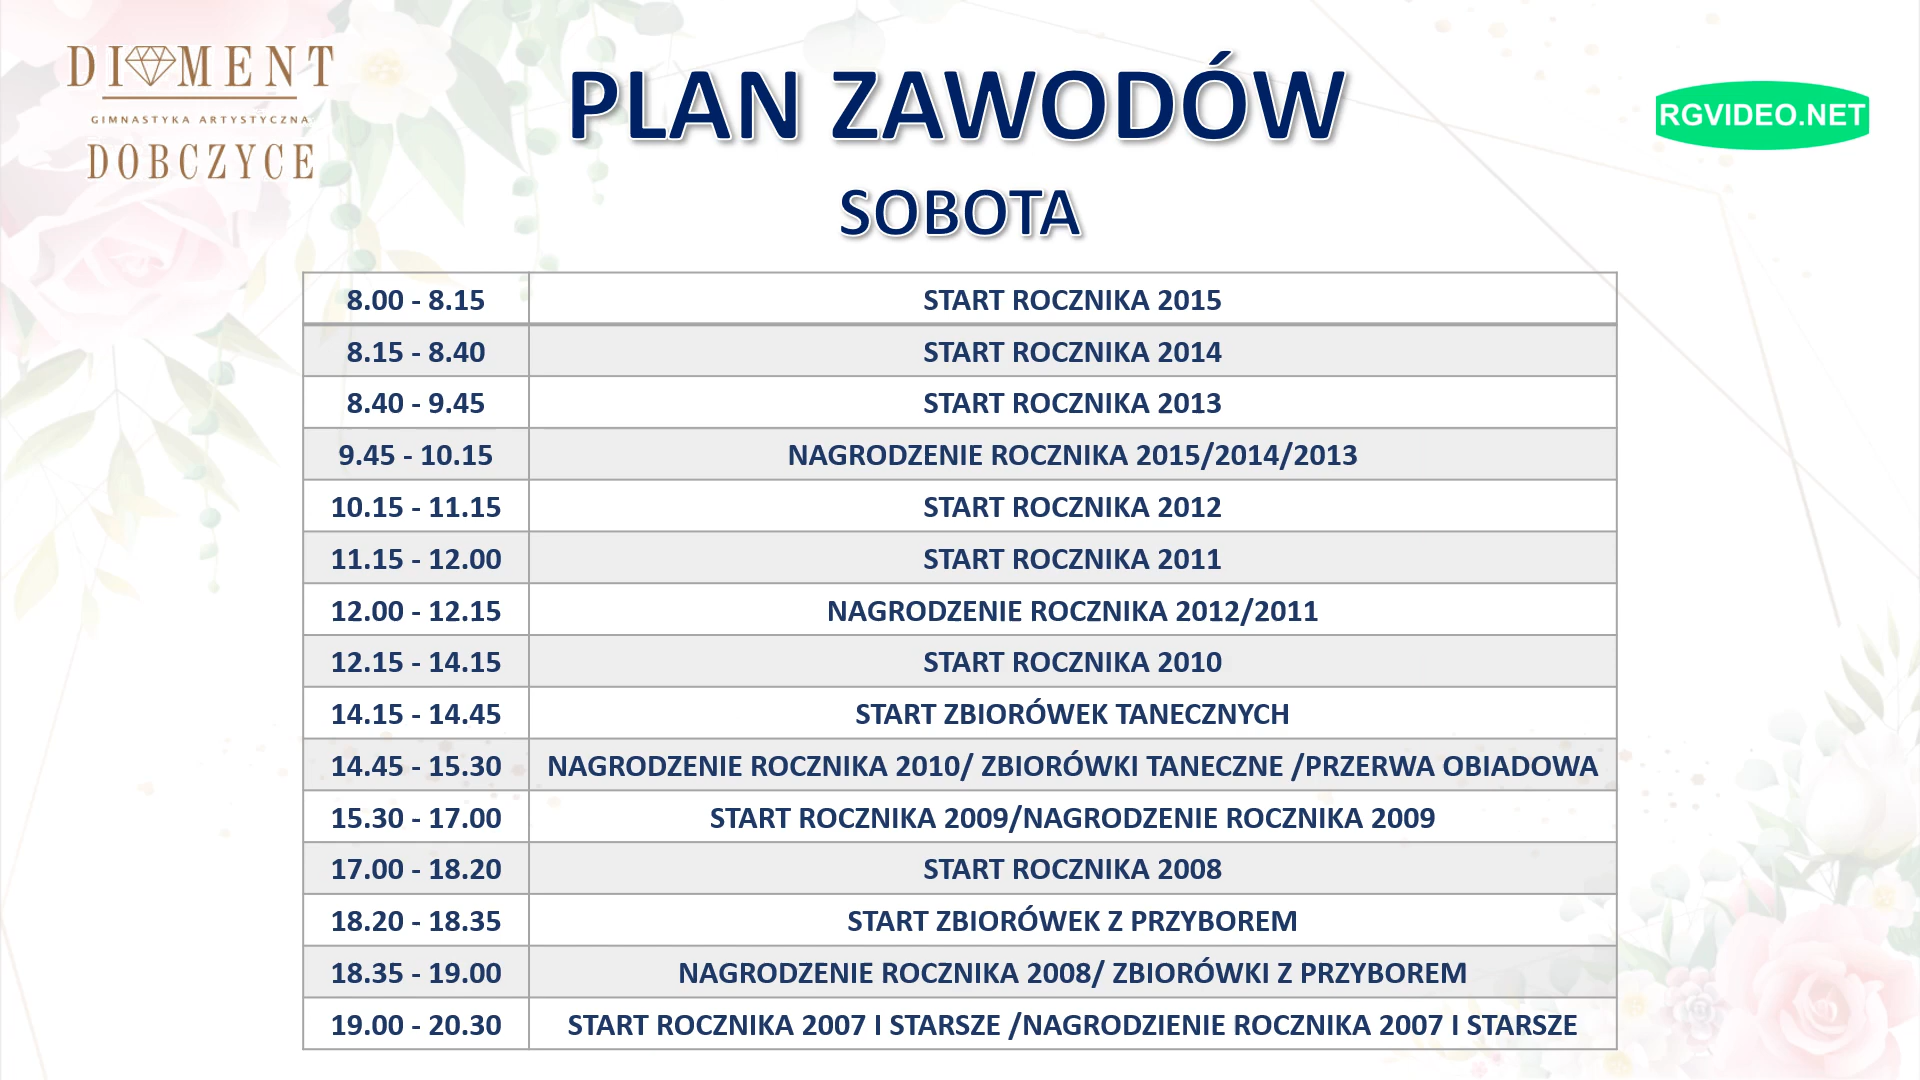 DIAMENT
GIMNASTYKA ARTYSTYCZNA
DOBCZYCE
PLAN ZAWODÓW
RGVIDEO.NET
SOBOTA
8.00 - 8.15 START ROCZNIKA 2015
8.15 - 8.40 START ROCZNIKA 2014
8.40 - 9.45 START ROCZNIKA 2013
9.45 - 10.15 NAGRODZENIE ROCZNIKA 2015/2014/2013
10.15 - 11.15 START ROCZNIKA 2012
11.15 - 12.00 START ROCZNIKA 2011
12.00 - 12.15 NAGRODZENIE ROCZNIKA 2012/2011
12.15 - 14.15 START ROCZNIKA 2010
14.15 - 14.45 START ZBIORÓWEK TANECZNYCH
14.45 - 15.30 NAGRODZENIE ROCZNIKA 2010/ ZBIORÓWKI TANECZNE /PRZERWA OBIADOWA
15.30 - 17.00 START ROCZNIKA 2009/NAGRODZENIE ROCZNIKA 2009
17.00 - 18.20 START ROCZNIKA 2008
18.20 - 18.35 START ZBIORÓWEK Z PRZYBOREM
18.35 - 19.00 NAGRODZENIE ROCZNIKA 2008/ ZBIORÓWKI Z PRZYBOREM
19.00 - 20.30 START ROCZNIKA 2007 I STARSZE /NAGRODZIENIE ROCZNIKA 2007 I STARSZE